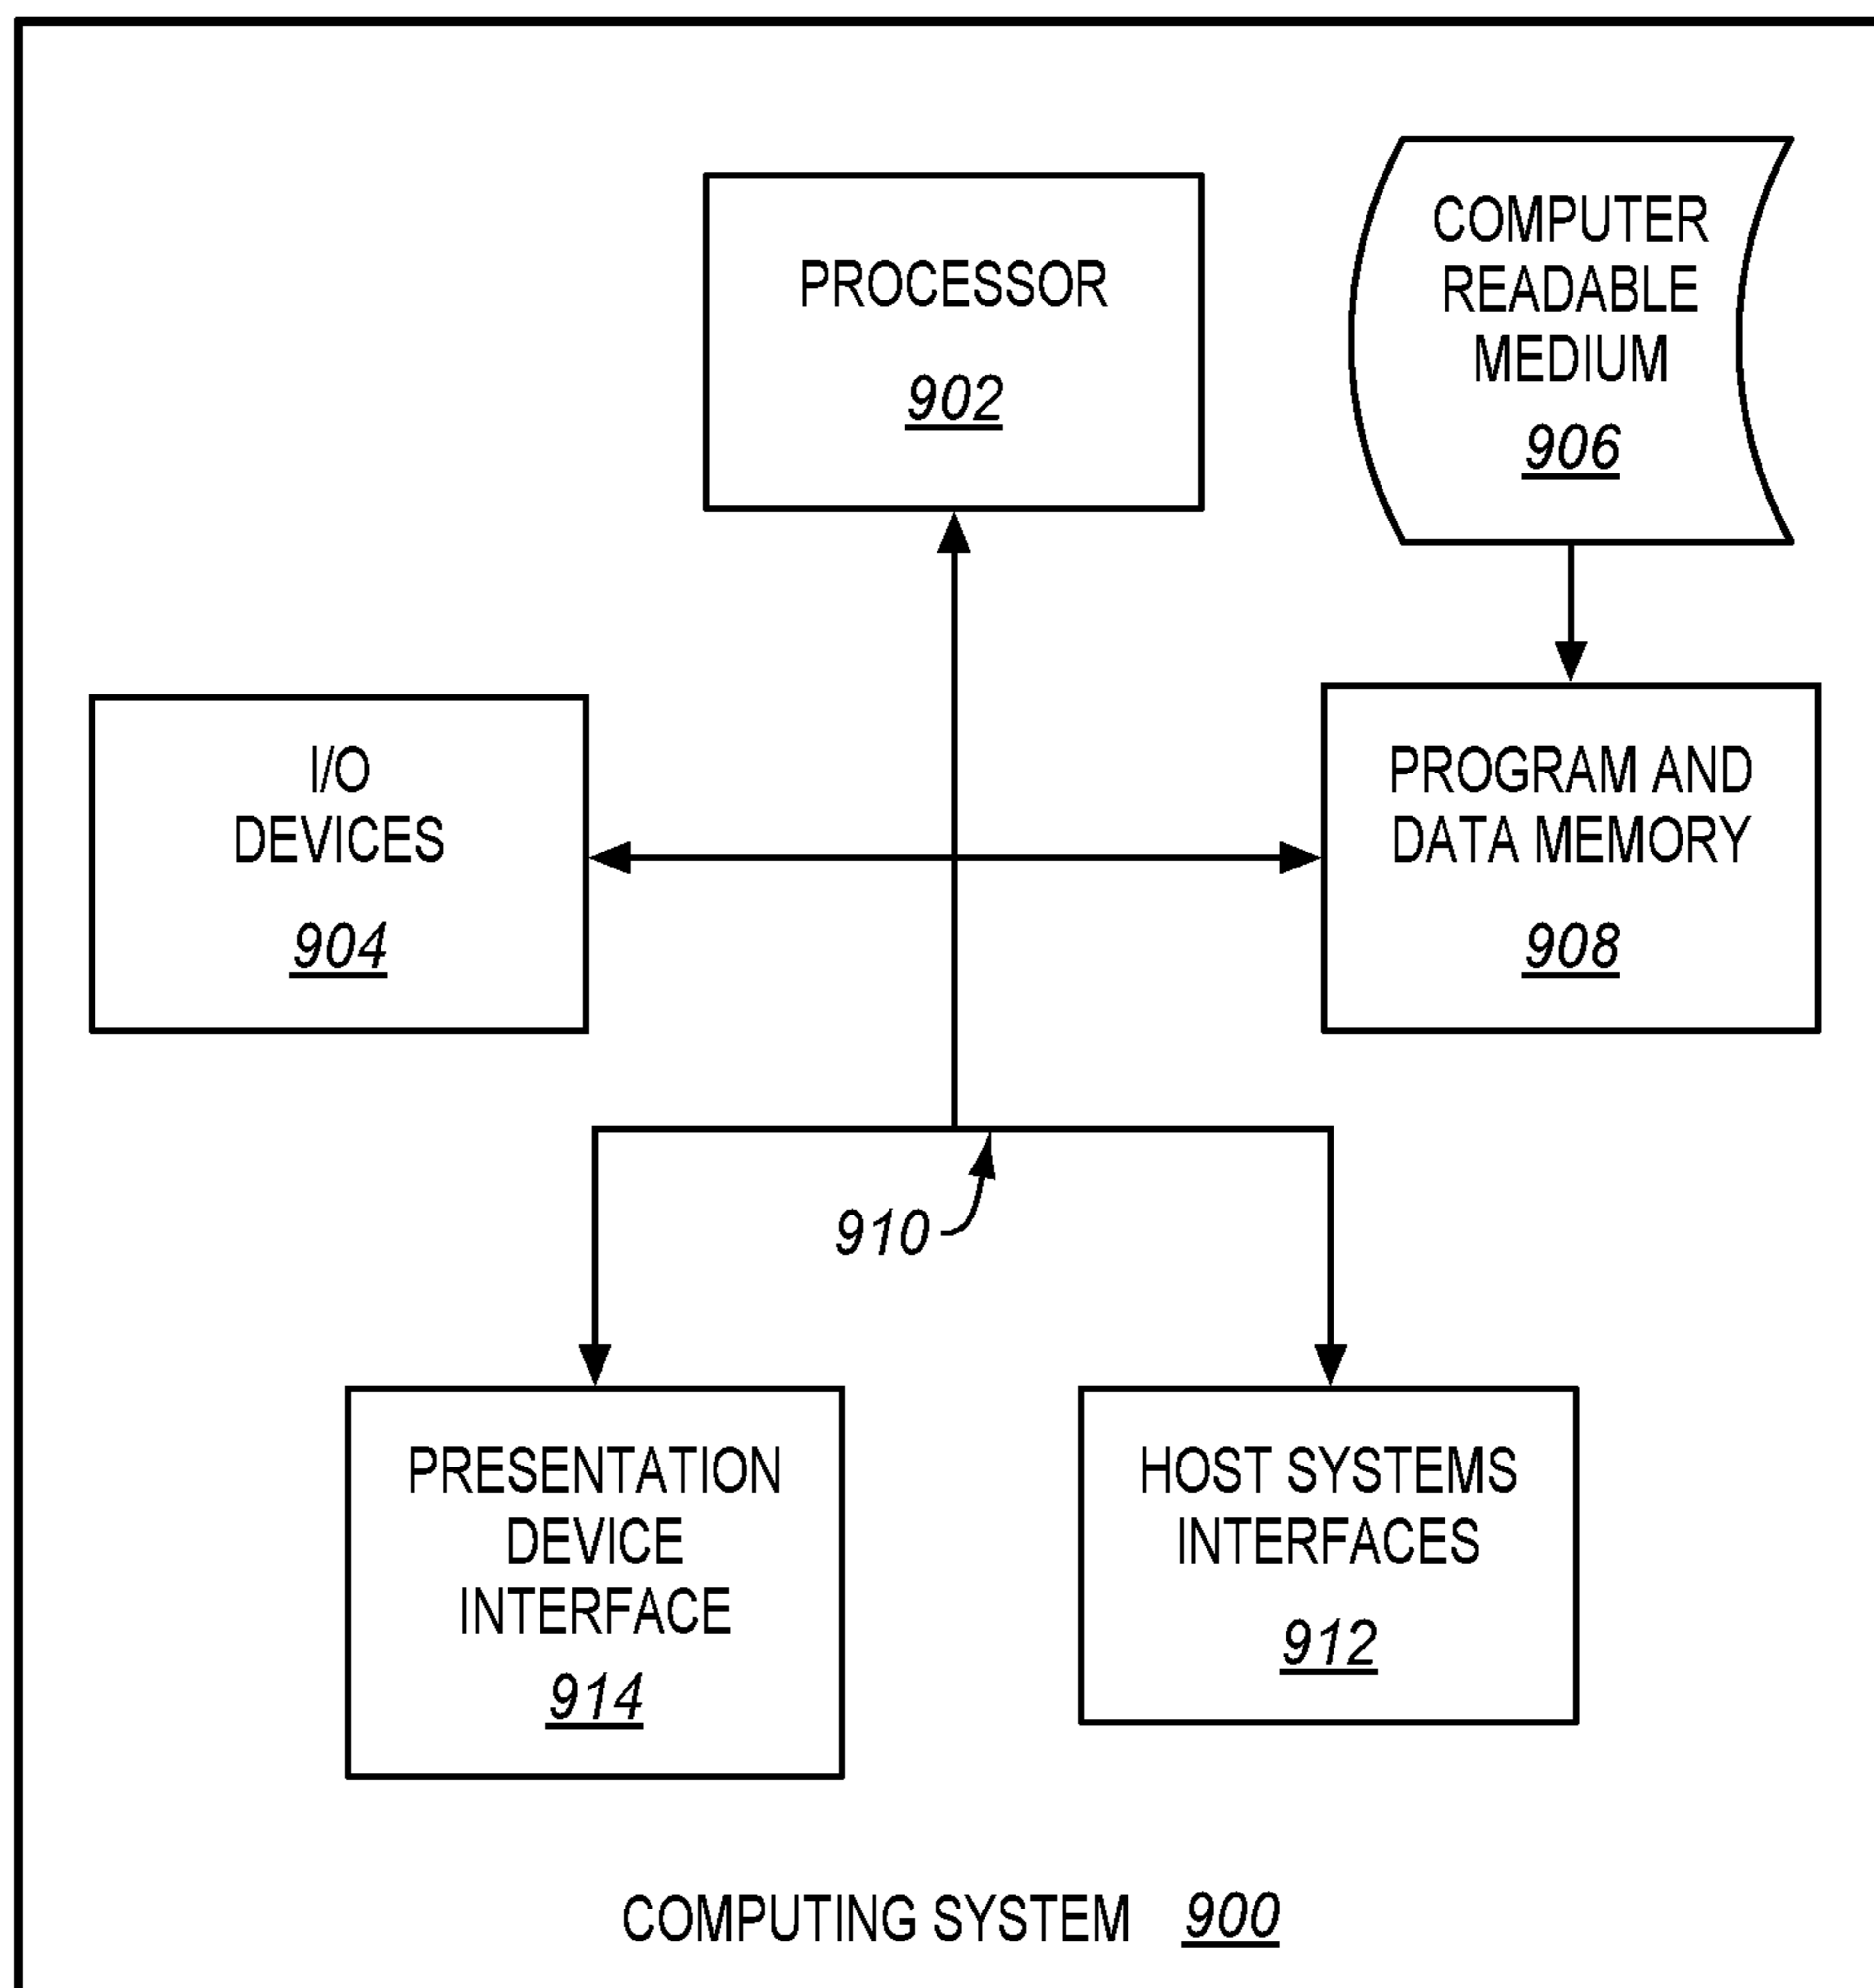 PROCESSOR
902
COMPUTER
READABLE
MEDIUM
906
I/O
DEVICES
904
PROGRAM AND
DATA MEMORY
908
910
PRESENTATION
DEVICE
INTERFACE
914
HOST SYSTEMS
INTERFACES
912
COMPUTING SYSTEM 900